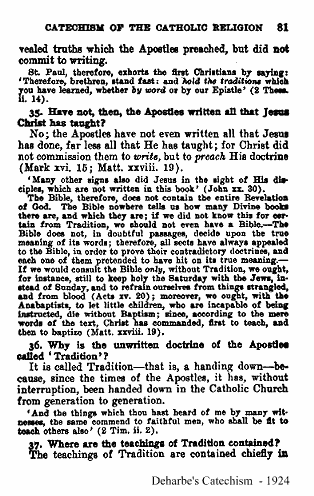 CATECHISM OF THE CATHOLIC RELIGION 81
vealed truths which the Apostles preached, but did not
commit to writing.
St. Paul, therefore, exhorts the first Christians by saying:
‘Therefore, brethren, stand fast: and hold the traditions which
you have learned, whether by word or by our Epistle’ (2 Thess.
ii. 14).
35. Have not, then, the Apostles written all that Jesus
Christ has taught?
No; the Apostles have not even written all that Jesus
has done, far less all that He has taught; for Christ did
not commission them to write, but to preach His doctrine
(Mark xvi. 15; Matt. xxviii. 19).
‘Many other signs also did Jesus in the sight of His dis-
ciples, which are not written in this book’ (John xx. 30).
The Bible, therefore, does not contain the entire Revelation
of God. The Bible nowhere tells us how many Divine books
there are, and which they are; if we did not know this for cer-
tain from Tradition, we should not even have a Bible.—The
Bible does not, in doubtful passages, decide upon the true
meaning of its words; therefore, all sects have always appealed
to the Bible, in order to prove their contradictory doctrines, and
each one of them pretended to have hit on its true meaning.—
If we would consult the Bible only, without Tradition, we ought,
for instance, still to keep holy the Saturday with the Jews, in-
stead of Sunday, and to refrain ourselves from things strangled,
and from blood (Acts xv. 20); moreover, we ought, with the
Anabaptists, to let little children, who are incapable of being
instructed, die without Baptism; since, according to the mere
words of the text, Christ has commanded, first to teach, and
then to baptize (Matt. xxviii. 19).
36. Why is the unwritten doctrine of the Apostles
called ‘Tradition’?
It is called Tradition—that is, a handing down—be-
cause, since the times of the Apostles, it has, without
interruption, been handed down in the Catholic Church
from generation to generation.
‘And the things which thou hast heard of me by many wit-
nesses, the same commend to faithful men, who shall be fit to
teach others also’ (2 Tim. ii. 2).
37. Where are the teachings of Tradition contained?
The teachings of Tradition are contained chiefly in
Deharbe's Catechism - 1924